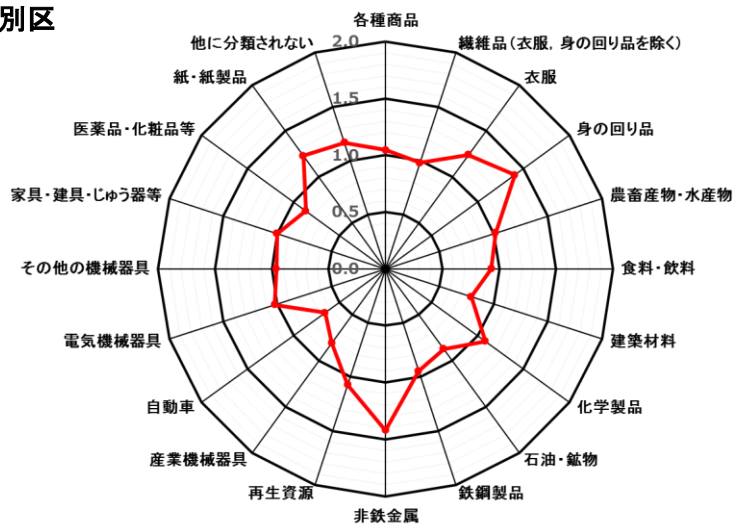 別区
各種商品
繊維品(衣服, 身の回り品を除く)
衣服
身の回り品
農畜産物・水産物
食料・飲料
建築材料
化学製品
石油・鉱物
鉄鋼製品
非鉄金属
再生資源
産業機械器具
自動車
電気機械器具
その他の機械器具
家具・建具・じゅう器等
医薬品・化粧品等
紙・紙製品
他に分類されない
2.0
1.5
1.0
0.5
0.0